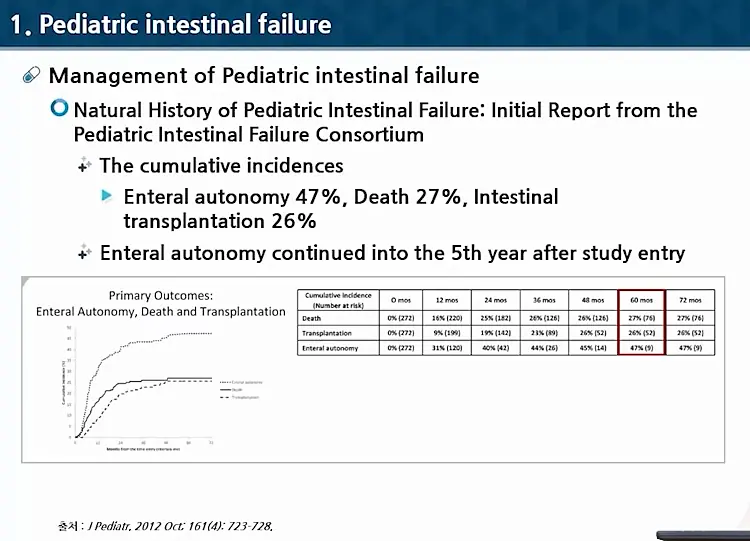 1. Pediatric intestinal failure
Management of Pediatric intestinal failure
Natural History of Pediatric Intestinal Failure: Initial Report from the
Pediatric Intestinal Failure Consortium
The cumulative incidences
Enteral autonomy 47%, Death 27%, Intestinal
transplantation 26%
Enteral autonomy continued into the 5th year after study entry
Primary Outcomes:
Enteral Autonomy, Death and Transplantation
Cumulative Incidence (%)
Enteral autonomy
Death
Transplantation
Cumulative Incidence
(Number at risk) 0 mos 12 mos 24 mos 36 mos 48 mos 60 mos 72 mos
Death 0% (272) 16% (220) 25% (182) 26% (126) 26% (126) 27% (76) 27% (76)
Transplantation 0% (272) 9% (199) 19% (142) 23% (89) 26% (52) 26% (52) 26% (52)
Enteral autonomy 0% (272) 31% (120) 40% (42) 44% (26) 45% (14) 47% (9) 47% (9)
출처 : J Pediatr. 2012 Oct; 161(4): 723-728.